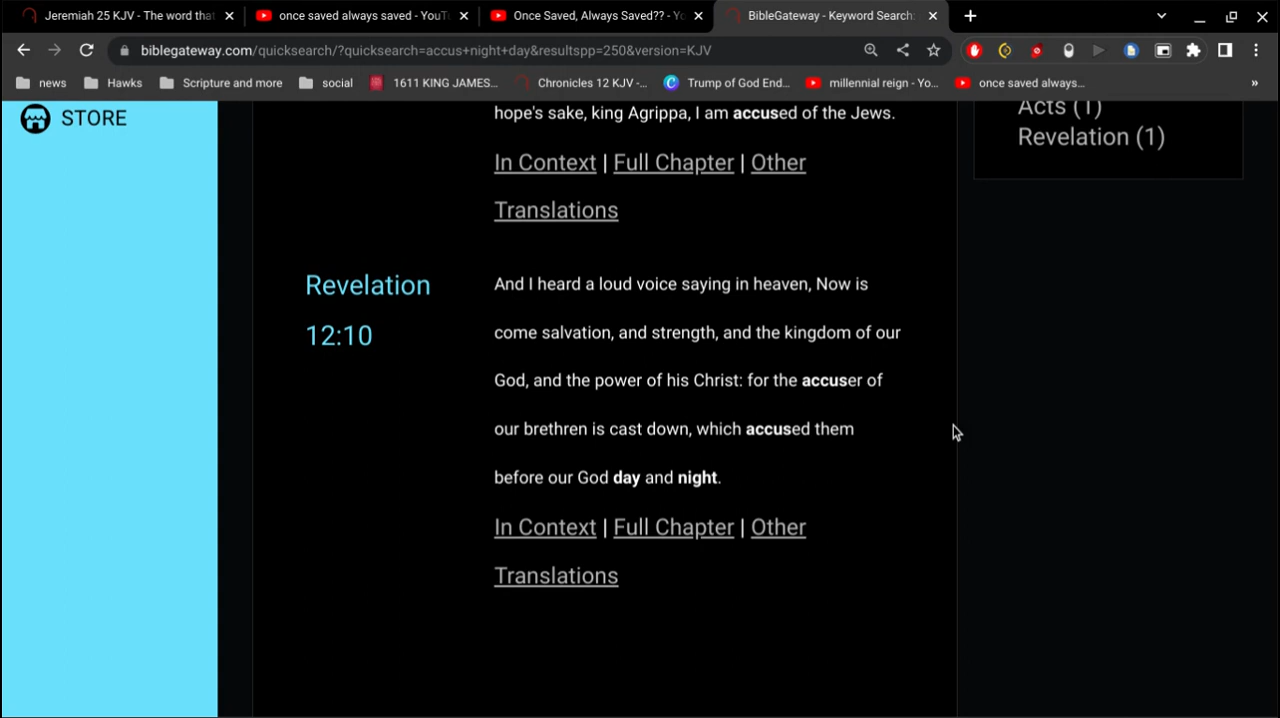 Jeremiah 25 KJV - The word that
once saved always saved - YouT
Once Saved, Always Saved?? - Yo
BibleGateway - Keyword Search:
biblegateway.com/quicksearch/?quicksearch=accus+night+day&resultspp=250&version=KJV
news
Hawks
Scripture and more
social
1611 KING JAMES...
Chronicles 12 KJV -...
Trump of God End...
millennial reign - Yo...
once saved always...
»
STORE
hope's sake, king Agrippa, I am accused of the Jews.
In Context | Full Chapter | Other
Translations
Acts (1)
Revelation (1)
Revelation
12:10
And I heard a loud voice saying in heaven, Now is
come salvation, and strength, and the kingdom of our
God, and the power of his Christ: for the accuser of
our brethren is cast down, which accused them
before our God day and night.
In Context | Full Chapter | Other
Translations